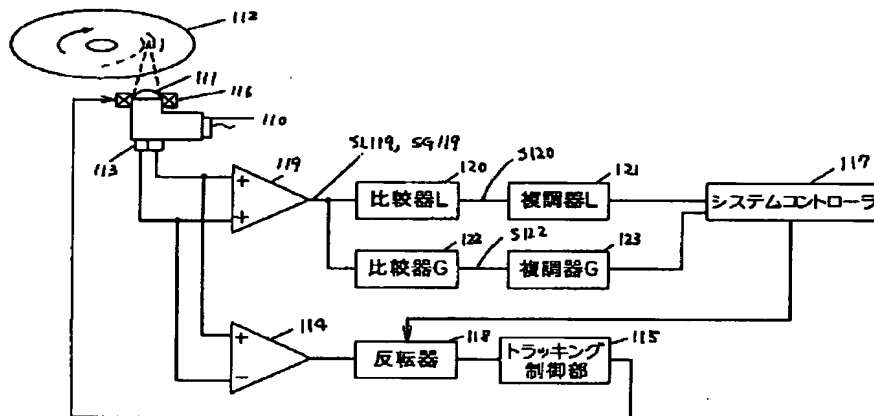 112
111
116
110
113
119
SL119, SG119
120
S120
121
117
比較器L
複調器L
システムコントローラ
122
S122
123
比較器G
複調器G
+
+
114
118
115
+
−
反転器
トラッキング
制御部